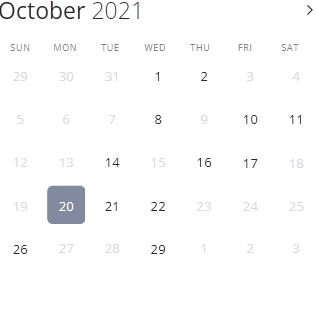 October 2021
SUN MON TUE WED THU FRI SAT
29 30 31 1 2 3 4
5 6 7 8 9 10 11
12 13 14 15 16 17 18
19 20 21 22 23 24 25
26 27 28 29 1 2 3